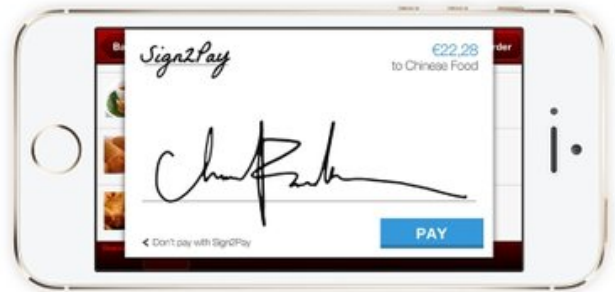 Sign2Pay
€22,28
to Chinese Food
Don't pay with Sign2Pay
PAY